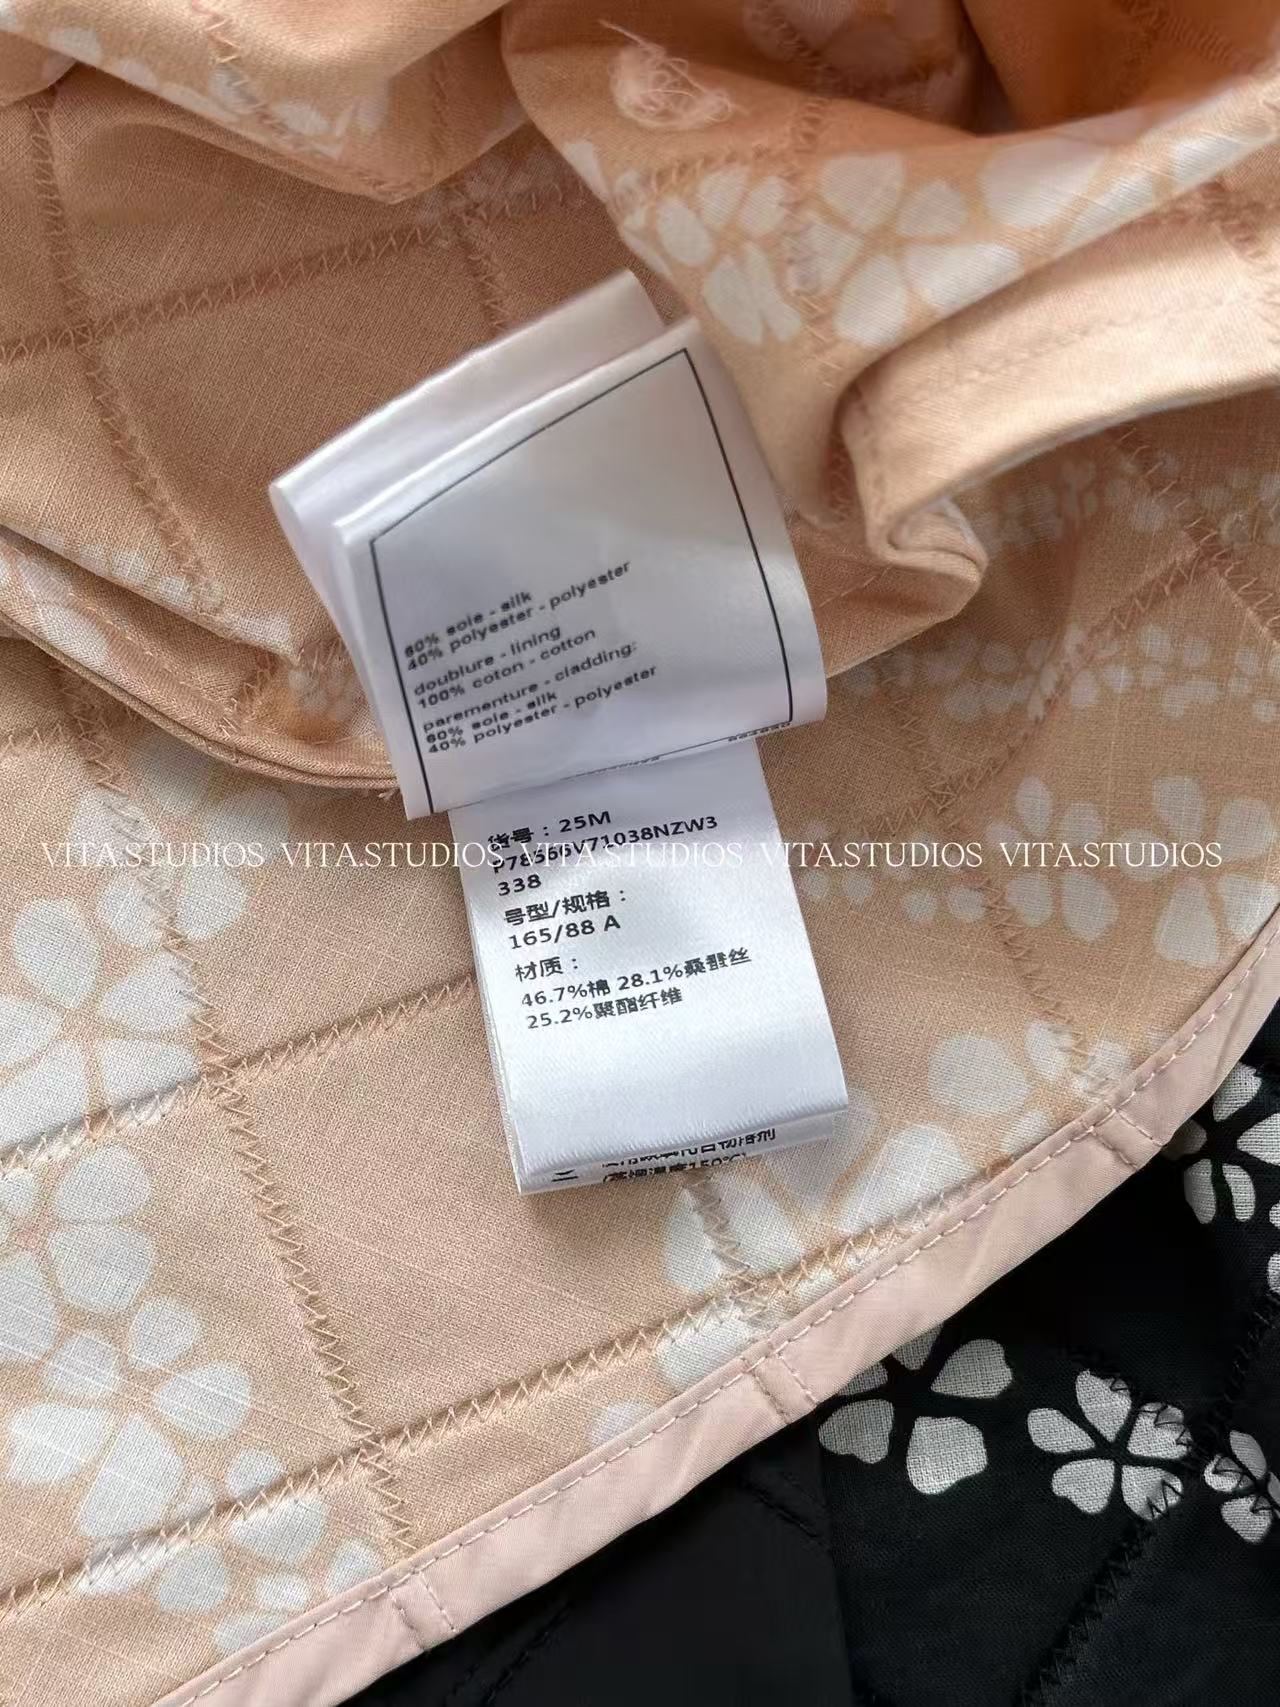 60% soie - silk
40% polyester - polyester
doublure - lining
100% coton - cotton
parementure - cladding:
60% soie - silk
40% polyester - polyester
货号：25M
P78566V71038NZW3
338
VITA.STUDIOS VITA.STUDIOS VITA.STUDIOS VITA.STUDIOS VITA.STUDIOS
号型/规格：
165/88 A
材质：
46.7%棉 28.1%桑蚕丝
25.2%聚酯纤维